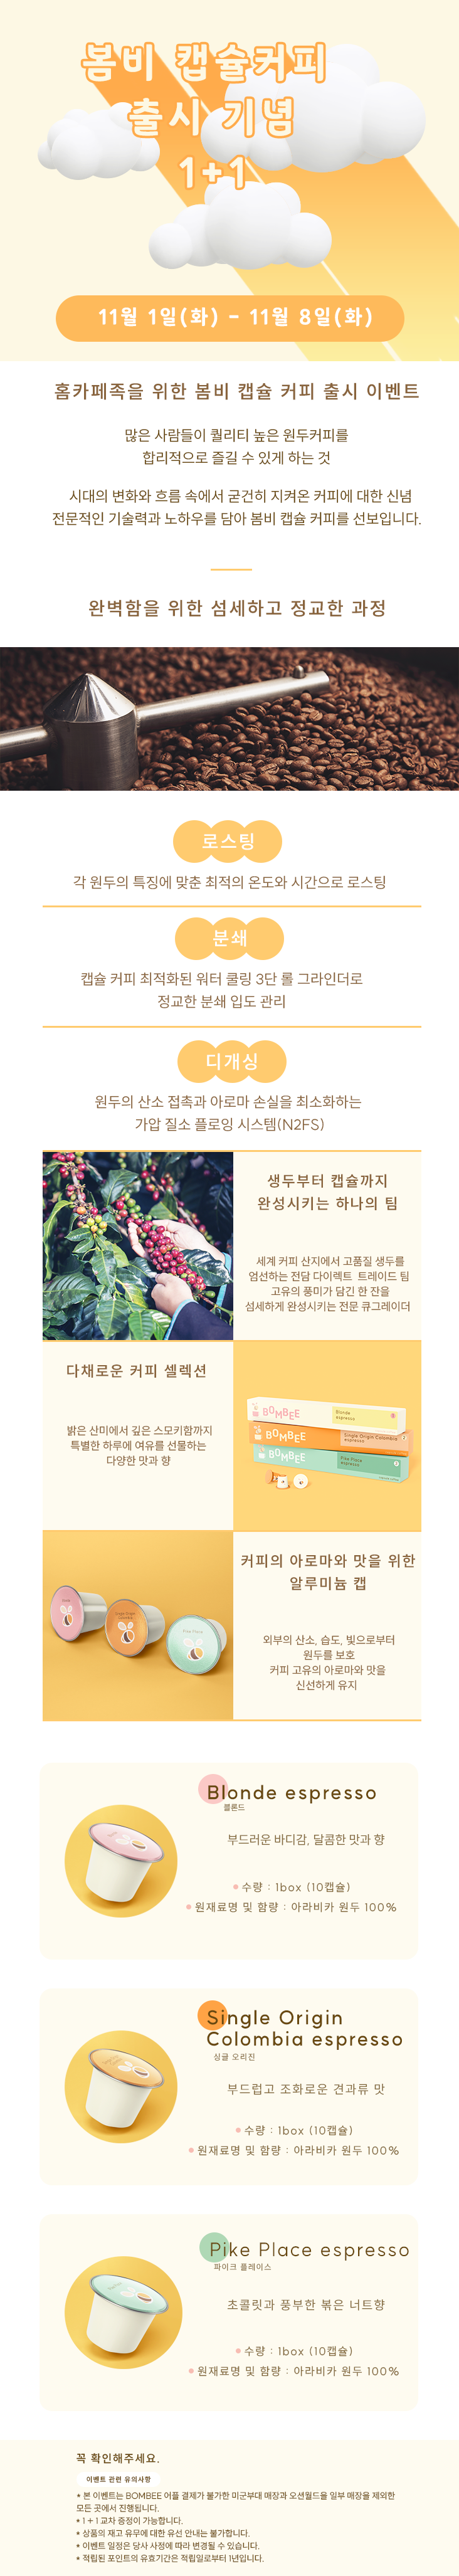 봄비 캡슐커피
출시 기념
1+1
11월 1일(화) - 11월 8일(화)
홈카페족을 위한 봄비 캡슐 커피 출시 이벤트
많은 사람들이 퀄리티 높은 원두커피를
합리적으로 즐길 수 있게 하는 것
시대의 변화와 흐름 속에서 굳건히 지켜온 커피에 대한 신념
전문적인 기술력과 노하우를 담아 봄비 캡슐 커피를 선보입니다.
완벽함을 위한 섬세하고 정교한 과정
로스팅
각 원두의 특징에 맞춘 최적의 온도와 시간으로 로스팅
분쇄
캡슐 커피 최적화된 워터 쿨링 3단 롤 그라인더로
정교한 분쇄 입도 관리
디개싱
원두의 산소 접촉과 아로마 손실을 최소화하는
가압 질소 플로잉 시스템(N2FS)
생두부터 캡슐까지
완성시키는 하나의 팀
세계 커피 산지에서 고품질 생두를
엄선하는 전담 다이렉트 트레이드 팀
고유의 풍미가 담긴 한 잔을
섬세하게 완성시키는 전문 큐그레이더
다채로운 커피 셀렉션
밝은 산미에서 깊은 스모키함까지
특별한 하루에 여유를 선물하는
다양한 맛과 향
BOMBEE
Blonde
espresso
BOMBEE
Single Origin Colombia
espresso
BOMBEE
Pike Place
espresso
커피의 아로마와 맛을 위한
알루미늄 캡
외부의 산소, 습도, 빛으로부터
원두를 보호
커피 고유의 아로마와 맛을
신선하게 유지
Single Origin
Colombia
Pike Place
Blonde espresso
블론드
부드러운 바디감, 달콤한 맛과 향
수량 : 1box (10캡슐)
원재료명 및 함량 : 아라비카 원두 100%
Single Origin
Colombia espresso
싱글 오리진
부드럽고 조화로운 견과류 맛
수량 : 1box (10캡슐)
원재료명 및 함량 : 아라비카 원두 100%
Pike Place espresso
파이크 플레이스
초콜릿과 풍부한 볶은 너트향
수량 : 1box (10캡슐)
원재료명 및 함량 : 아라비카 원두 100%
꼭 확인해주세요.
이벤트 관련 유의사항
* 본 이벤트는 BOMBEE 어플 결제가 불가한 미군부대 매장과 오션월드을 일부 매장을 제외한
모든 곳에서 진행됩니다.
* 1 + 1 교차 증정이 가능합니다.
* 상품의 재고 유무에 대한 유선 안내는 불가합니다.
* 이벤트 일정은 당사 사정에 따라 변경될 수 있습니다.
* 적립된 포인트의 유효기간은 적립일로부터 1년입니다.